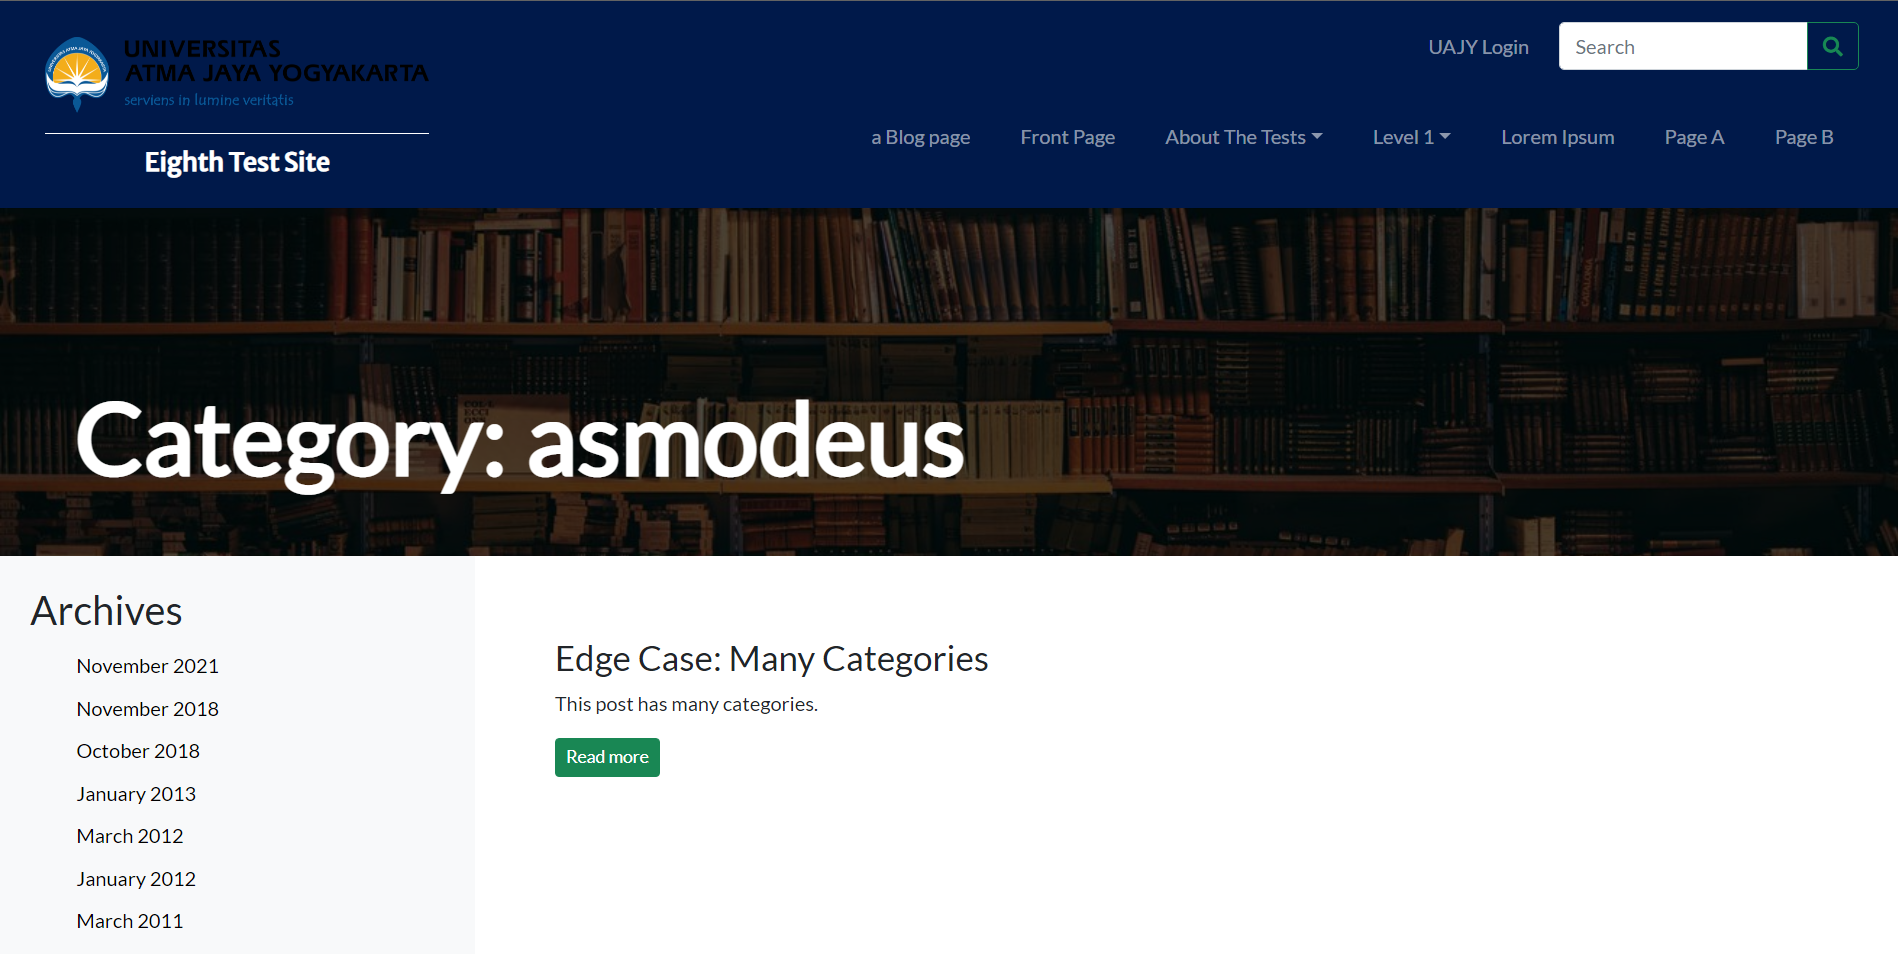 UNIVERSITAS
ATMA JAYA YOGYAKARTA
serviens in lumine veritatis
Eighth Test Site
UAJY Login
Search
a Blog page
Front Page
About The Tests
Level 1
Lorem Ipsum
Page A
Page B
Category: asmodeus
Archives
November 2021
November 2018
October 2018
January 2013
March 2012
January 2012
March 2011
Edge Case: Many Categories
This post has many categories.
Read more